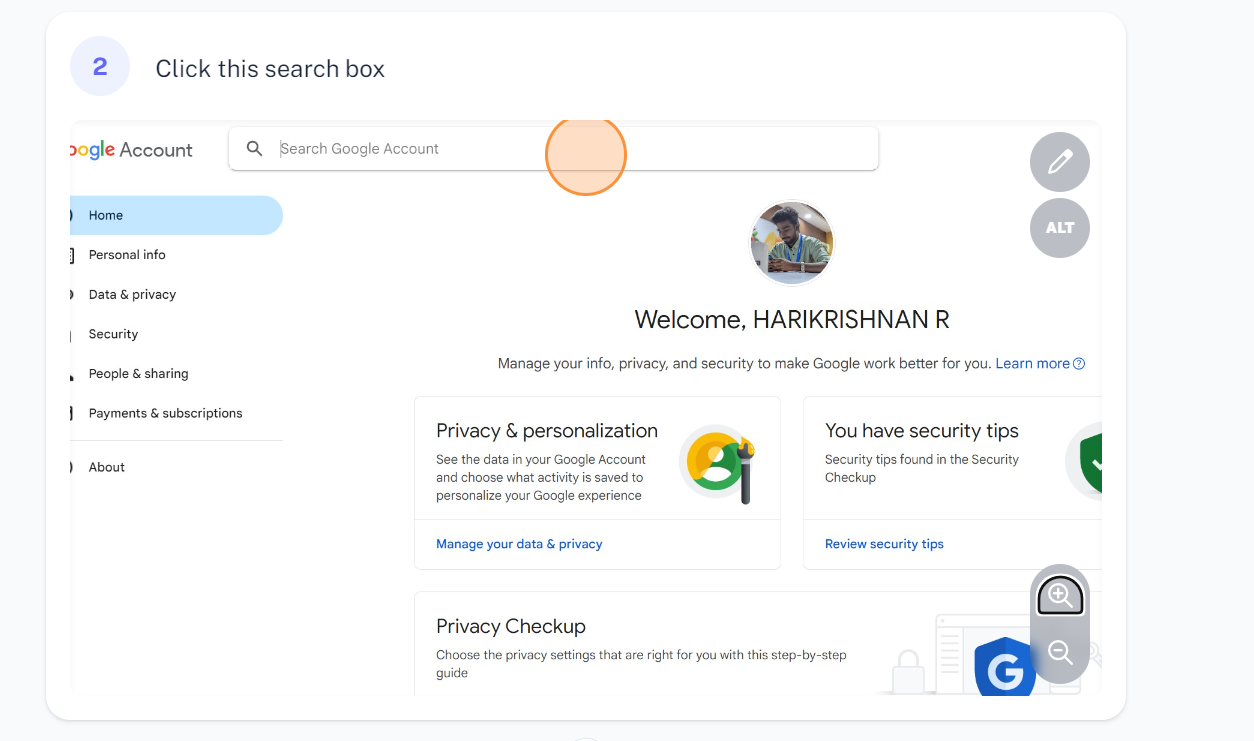 2
Click this search box
oogle Account
Search Google Account
ALT
Home
Personal info
Data & privacy
Security
People & sharing
Payments & subscriptions
About
Welcome, HARIKRISHNAN R
Manage your info, privacy, and security to make Google work better for you. Learn more
Privacy & personalization
See the data in your Google Account
and choose what activity is saved to
personalize your Google experience
Manage your data & privacy
You have security tips
Security tips found in the Security
Checkup
Review security tips
Privacy Checkup
Choose the privacy settings that are right for you with this step-by-step
guide
G